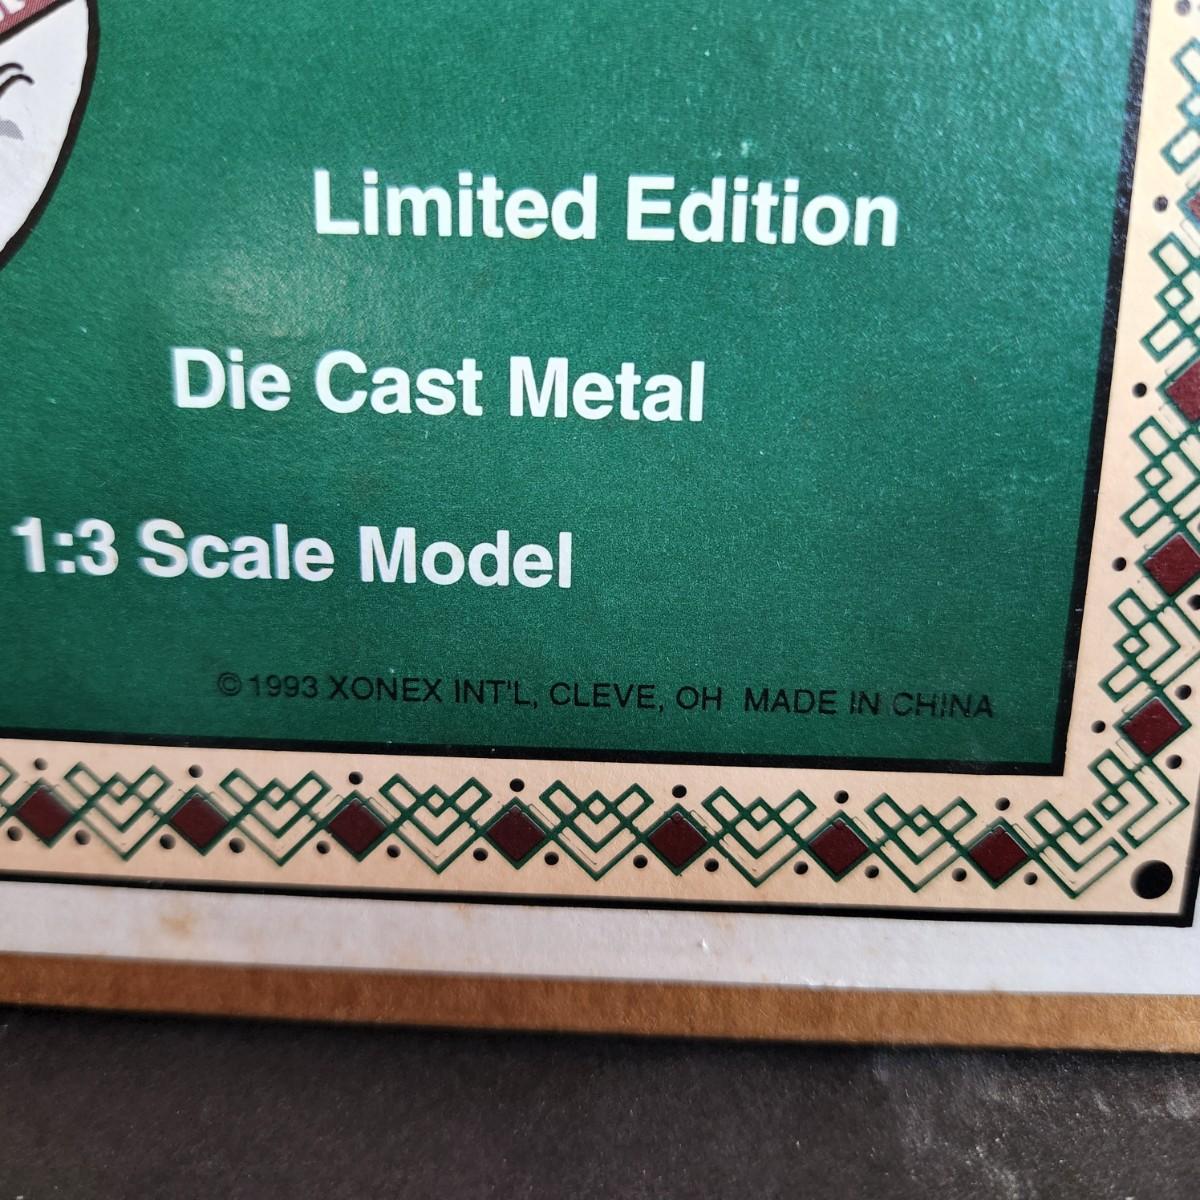 Limited Edition
Die Cast Metal
1:3 Scale Model
© 1993 XONEX INT'L, CLEVE, OH MADE IN CHINA